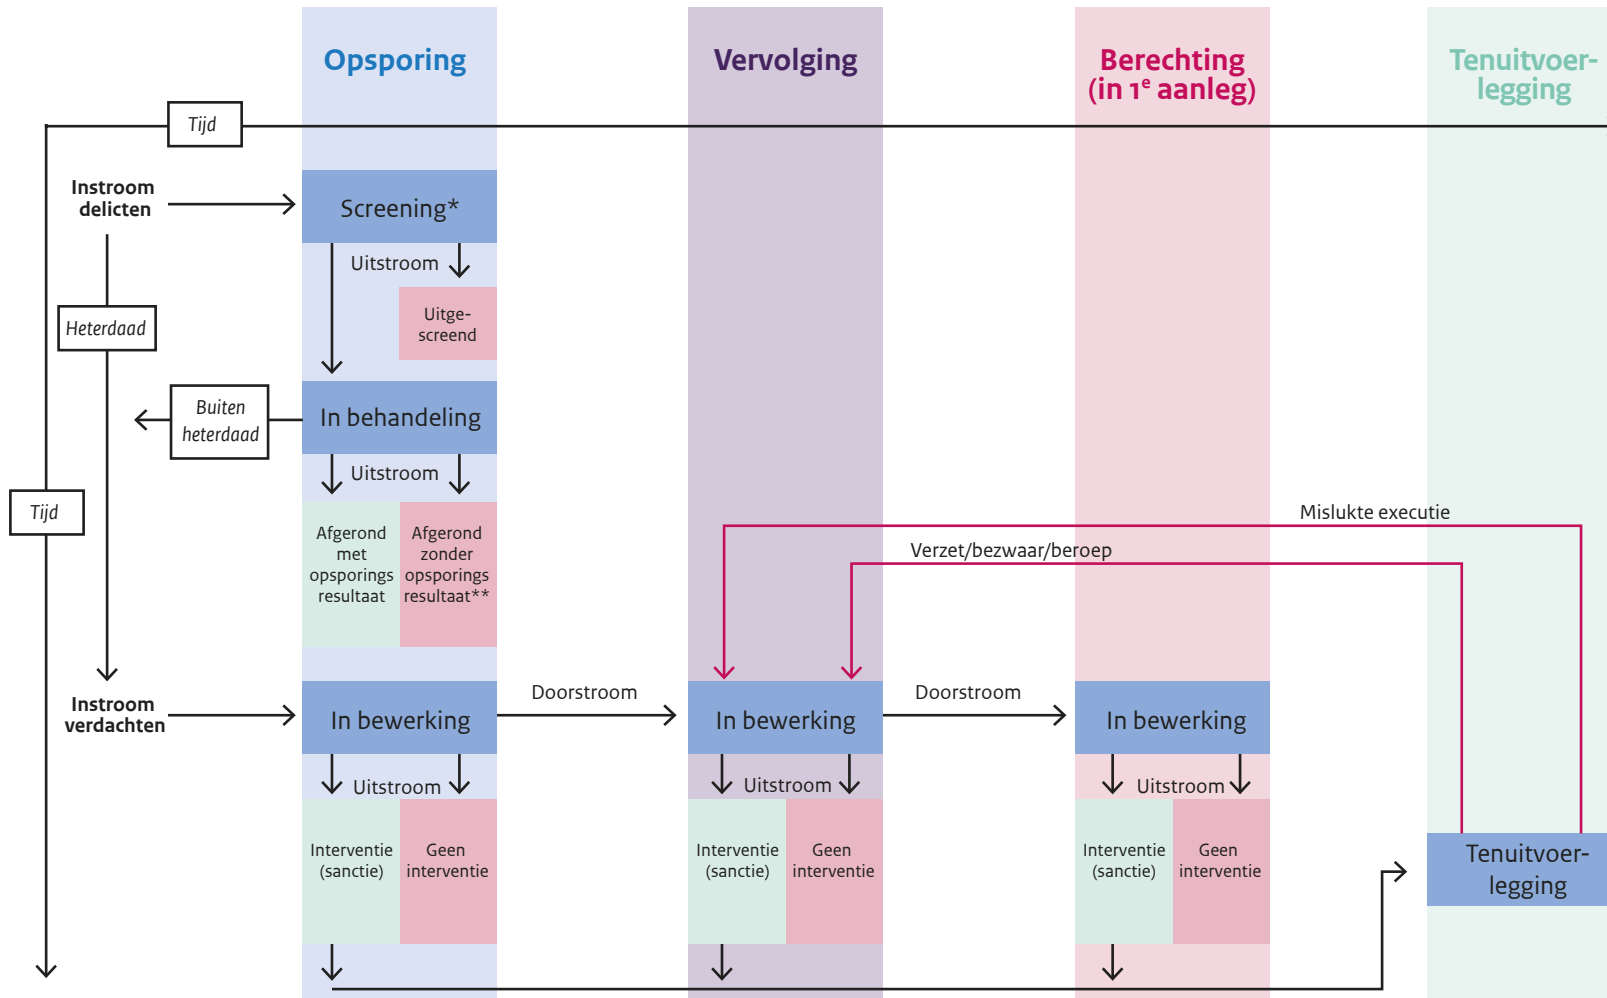 Opsporing
Vervolging
Berechting
(in 1e aanleg)
Tenuitvoer-
legging
Tijd
Instroom
delicten
Screening*
Uitstroom
Uitge-
screend
Heterdaad
Buiten
heterdaad
In behandeling
Uitstroom
Tijd
Afgerond
met
opsporings
resultaat
Afgerond
zonder
opsporings
resultaat**
Mislukte executie
Verzet/bezwaar/beroep
Instroom
verdachten
In bewerking
Doorstroom
In bewerking
Doorstroom
In bewerking
Uitstroom
Uitstroom
Uitstroom
Interventie
(sanctie)
Geen
interventie
Interventie
(sanctie)
Geen
interventie
Interventie
(sanctie)
Geen
interventie
Tenuitvoer-
legging